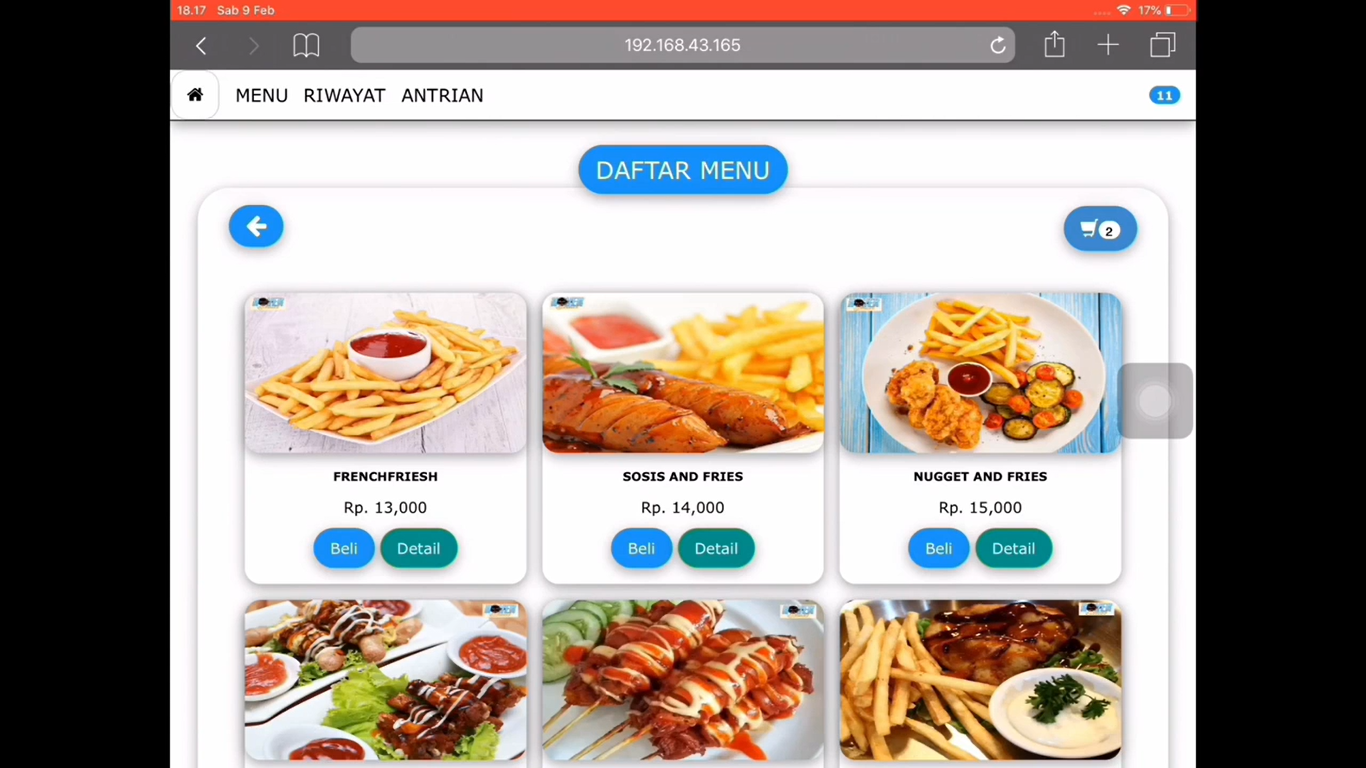 18.17 Sab 9 Feb
17%
192.168.43.165
MENU RIWAYAT ANTRIAN
11
DAFTAR MENU
2
FRENCHFRIESH
Rp. 13,000
Beli Detail
SOSIS AND FRIES
Rp. 14,000
Beli Detail
NUGGET AND FRIES
Rp. 15,000
Beli Detail